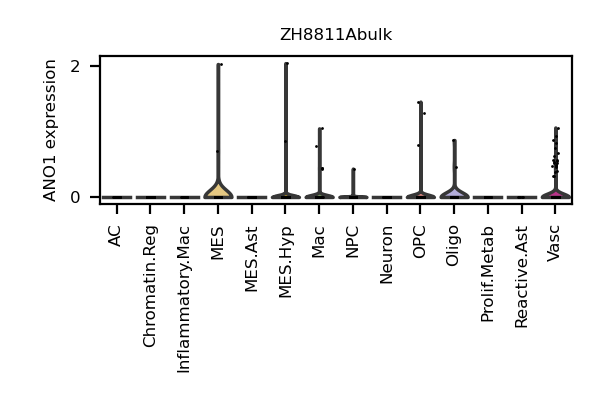 ZH8811Abulk
ANO1 expression
2
0
AC
Chromatin.Reg
Inflammatory.Mac
MES
MES.Ast
MES.Hyp
Mac
NPC
Neuron
OPC
Oligo
Prolif.Metab
Reactive.Ast
Vasc